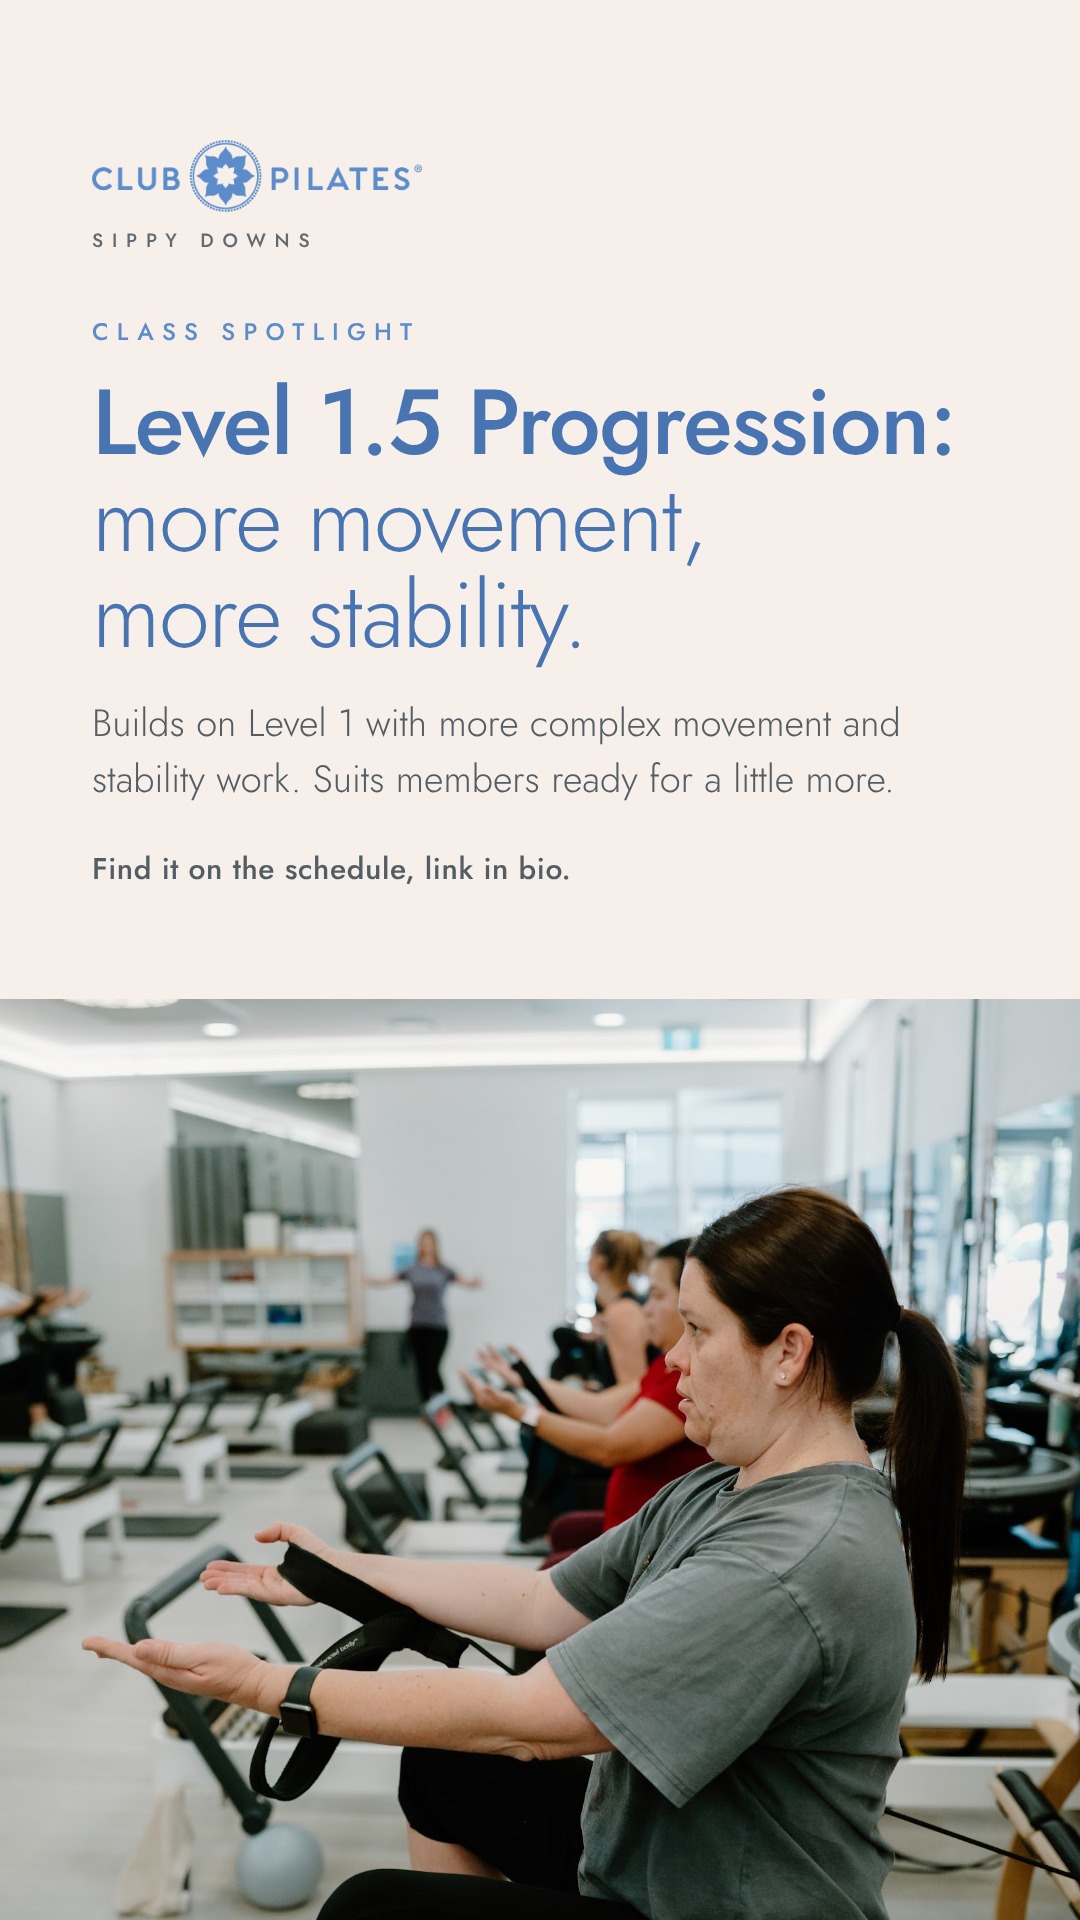 CLUB PILATES®
SIPPY DOWNS
CLASS SPOTLIGHT
Level 1.5 Progression:
more movement,
more stability.
Builds on Level 1 with more complex movement and
stability work. Suits members ready for a little more.
Find it on the schedule, link in bio.
balanced body™